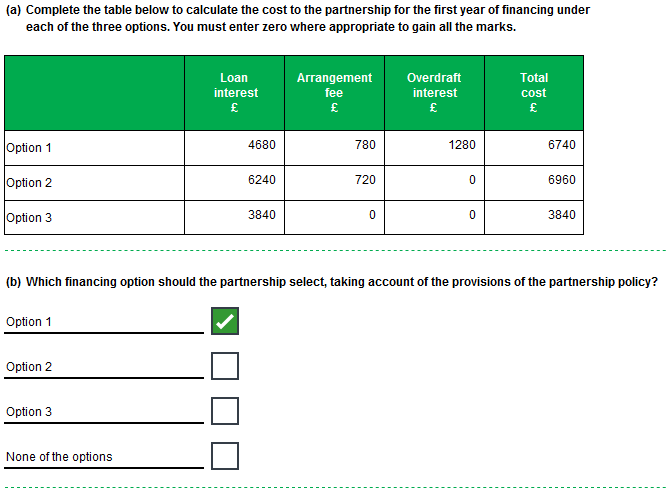 (a) Complete the table below to calculate the cost to the partnership for the first year of financing under
each of the three options. You must enter zero where appropriate to gain all the marks.
Loan interest £ Arrangement fee £ Overdraft interest £ Total cost £
Option 1 4680 780 1280 6740
Option 2 6240 720 0 6960
Option 3 3840 0 0 3840
(b) Which financing option should the partnership select, taking account of the provisions of the partnership policy?
Option 1
Option 2
Option 3
None of the options